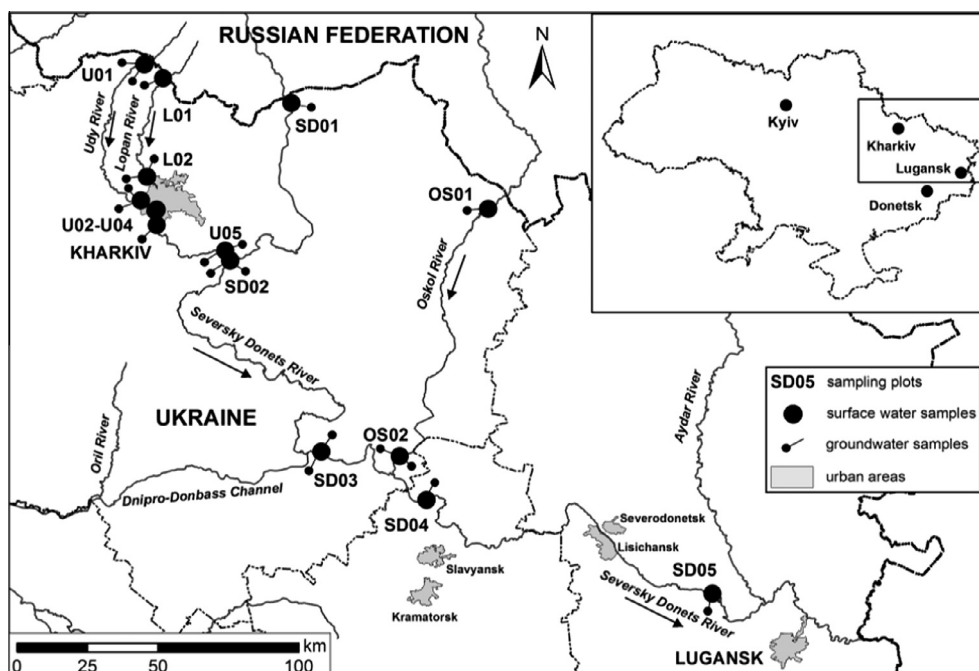 RUSSIAN FEDERATION
N
U01
L01
SD01
Udy River
Lopan River
L02
U02-U04
KHARKIV
U05
SD02
OS01
Oskol River
Seversky Donets River
UKRAINE
Oril River
Dnipro-Donbass Channel
SD03
OS02
SD04
Slavyansk
Kramatorsk
Severodonetsk
Lisichansk
SD05
Seversky Donets River
LUGANSK
Aydar River
Kyiv
Kharkiv
Lugansk
Donetsk
SD05 sampling plots
surface water samples
groundwater samples
urban areas
km
0 25 50 100